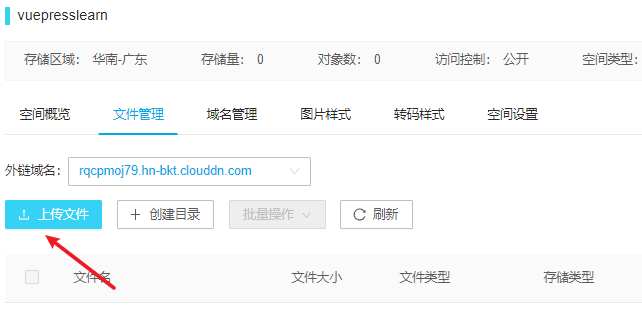 vuepresslearn
存储区域： 华南-广东 存储量： 0 对象数： 0 访问控制： 公开 空间类型：
空间概览 文件管理 域名管理 图片样式 转码样式 空间设置
外链域名： rqcpmoj79.hn-bkt.clouddn.com
上传文件 创建目录 批量操作 刷新
文件名 文件大小 文件类型 存储类型